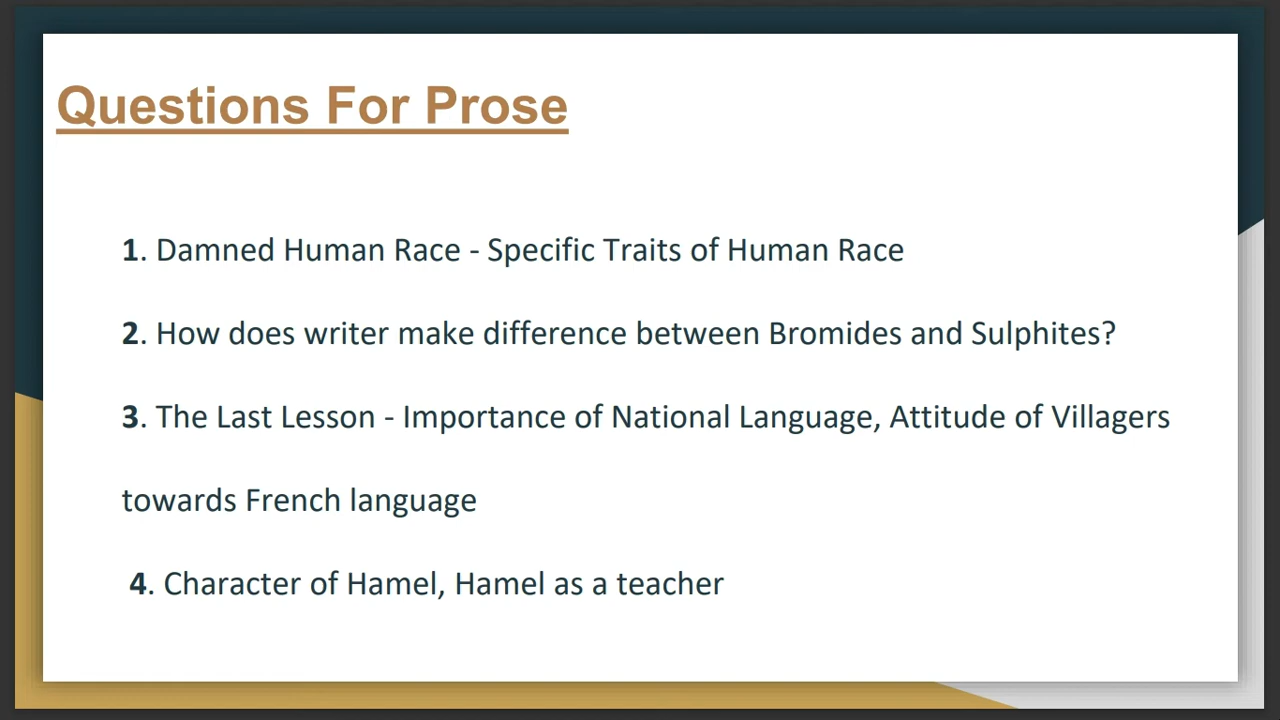 Questions For Prose
1. Damned Human Race - Specific Traits of Human Race
2. How does writer make difference between Bromides and Sulphites?
3. The Last Lesson - Importance of National Language, Attitude of Villagers
towards French language
4. Character of Hamel, Hamel as a teacher